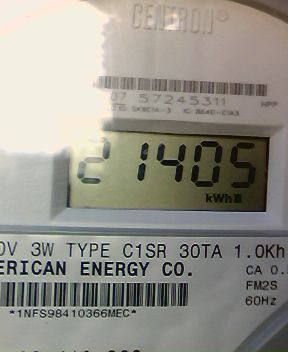 CENTRON®
07 57245311 HPP
21405
kWh
0V 3W TYPE C1SR 30TA 1.0Kh
ERICAN ENERGY CO. CA 0.
FM2S
60Hz
*1NFS98410366MEC*